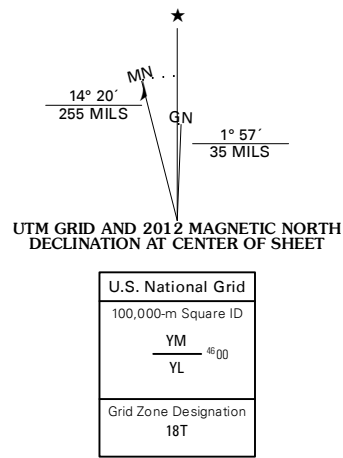 ★
MN
14° 20´
255 MILS
GN
1° 57´
35 MILS
UTM GRID AND 2012 MAGNETIC NORTH
DECLINATION AT CENTER OF SHEET
U.S. National Grid
100,000-m Square ID
YM
4600
YL
Grid Zone Designation
18T